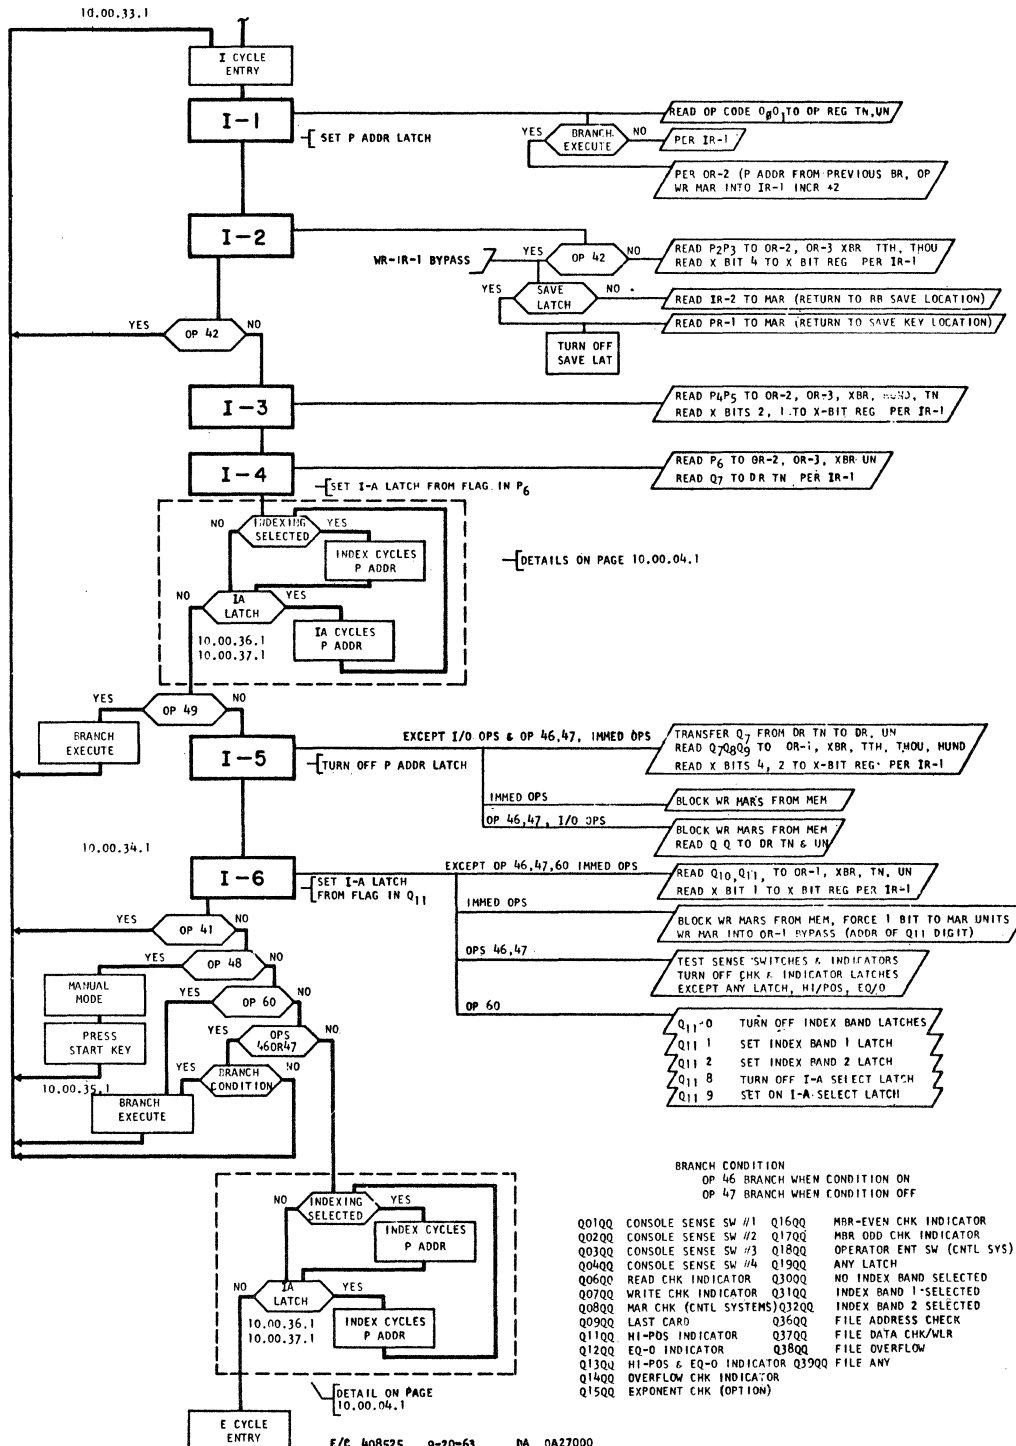 10.00.33.1
I CYCLE
ENTRY
I-1
SET P ADDR LATCH
READ OP CODE O0O1 TO OP REG TN,UN
YES
BRANCH
EXECUTE
NO
PER IR-1
PER OR-2 (P ADDR FROM PREVIOUS BR, OP
WR MAR INTO IR-1 INCR +2
I-2
WR-IR-1 BYPASS
YES
OP 42
NO
READ P2P3 TO OR-2, OR-3 XBR TTH, THOU
READ X BIT 4 TO X BIT REG PER IR-1
YES
SAVE
LATCH
NO
READ IR-2 TO MAR (RETURN TO BB SAVE LOCATION)
READ PR-1 TO MAR (RETURN TO SAVE KEY LOCATION)
TURN OFF
SAVE LAT
YES
OP 42
NO
I-3
READ P4P5 TO OR-2, OR-3, XBR, HUND, TN
READ X BITS 2, 1 TO X-BIT REG PER IR-1
I-4
SET I-A LATCH FROM FLAG IN P6
READ P6 TO OR-2, OR-3, XBR UN
READ Q7 TO DR TN PER IR-1
NO
INDEXING
SELECTED
YES
INDEX CYCLES
P ADDR
DETAILS ON PAGE 10.00.04.1
NO
IA
LATCH
YES
IA CYCLES
P ADDR
10.00.36.1
10.00.37.1
YES
OP 49
NO
BRANCH
EXECUTE
I-5
TURN OFF P ADDR LATCH
EXCEPT I/O OPS & OP 46,47, IMMED OPS
TRANSFER Q7 FROM DR TN TO DR, UN
READ Q7Q8Q9 TO OR-1, XBR, TTH, THOU, HUND
READ X BITS 4, 2 TO X-BIT REG PER IR-1
IMMED OPS
BLOCK WR MARS FROM MEM
OP 46,47, I/O OPS
BLOCK WR MARS FROM MEM
READ Q Q TO DR TN & UN
10.00.34.1
I-6
SET I-A LATCH
FROM FLAG IN Q11
EXCEPT OP 46,47,60 IMMED OPS
READ Q10,Q11, TO OR-1, XBR, TN, UN
READ X BIT 1 TO X BIT REG PER IR-1
IMMED OPS
BLOCK WR MARS FROM MEM, FORCE 1 BIT TO MAR UNITS
WR MAR INTO OR-1 BYPASS (ADDR OF Q11 DIGIT)
OPS 46,47
TEST SENSE SWITCHES & INDICATORS
TURN OFF CHK & INDICATOR LATCHES
EXCEPT ANY LATCH, HI/POS, EQ/0
OP 60
Q11 0 TURN OFF INDEX BAND LATCHES
Q11 1 SET INDEX BAND 1 LATCH
Q11 2 SET INDEX BAND 2 LATCH
Q11 8 TURN OFF I-A SELECT LATCH
Q11 9 SET ON I-A SELECT LATCH
YES
OP 41
NO
YES
OP 48
NO
MANUAL
MODE
YES
OP 60
NO
PRESS
START KEY
YES
OPS
46OR47
NO
10.00.35.1
YES
BRANCH
CONDITION
NO
BRANCH
EXECUTE
NO
INDEXING
SELECTED
YES
INDEX CYCLES
P ADDR
NO
IA
LATCH
YES
INDEX CYCLES
P ADDR
10.00.36.1
10.00.37.1
DETAIL ON PAGE
10.00.04.1
E CYCLE
ENTRY
BRANCH CONDITION
OP 46 BRANCH WHEN CONDITION ON
OP 47 BRANCH WHEN CONDITION OFF
Q01QQ CONSOLE SENSE SW #1 Q16QQ MBR-EVEN CHK INDICATOR
Q02QQ CONSOLE SENSE SW #2 Q17QQ MBR ODD CHK INDICATOR
Q03QQ CONSOLE SENSE SW #3 Q18QQ OPERATOR ENT SW (CNTL SYS)
Q04QQ CONSOLE SENSE SW #4 Q19QQ ANY LATCH
Q06QQ READ CHK INDICATOR Q30QQ NO INDEX BAND SELECTED
Q07QQ WRITE CHK INDICATOR Q31QQ INDEX BAND 1 SELECTED
Q08QQ MAR CHK (CNTL SYSTEMS) Q32QQ INDEX BAND 2 SELECTED
Q09QQ LAST CARD Q36QQ FILE ADDRESS CHECK
Q11QQ HI-POS INDICATOR Q37QQ FILE DATA CHK/WLR
Q12QQ EQ-0 INDICATOR Q38QQ FILE OVERFLOW
Q13QQ HI-POS & EQ-0 INDICATOR Q39QQ FILE ANY
Q14QQ OVERFLOW CHK INDICATOR
Q15QQ EXPONENT CHK (OPTION)
E/C 408525 9-20-63 DA 0A27000